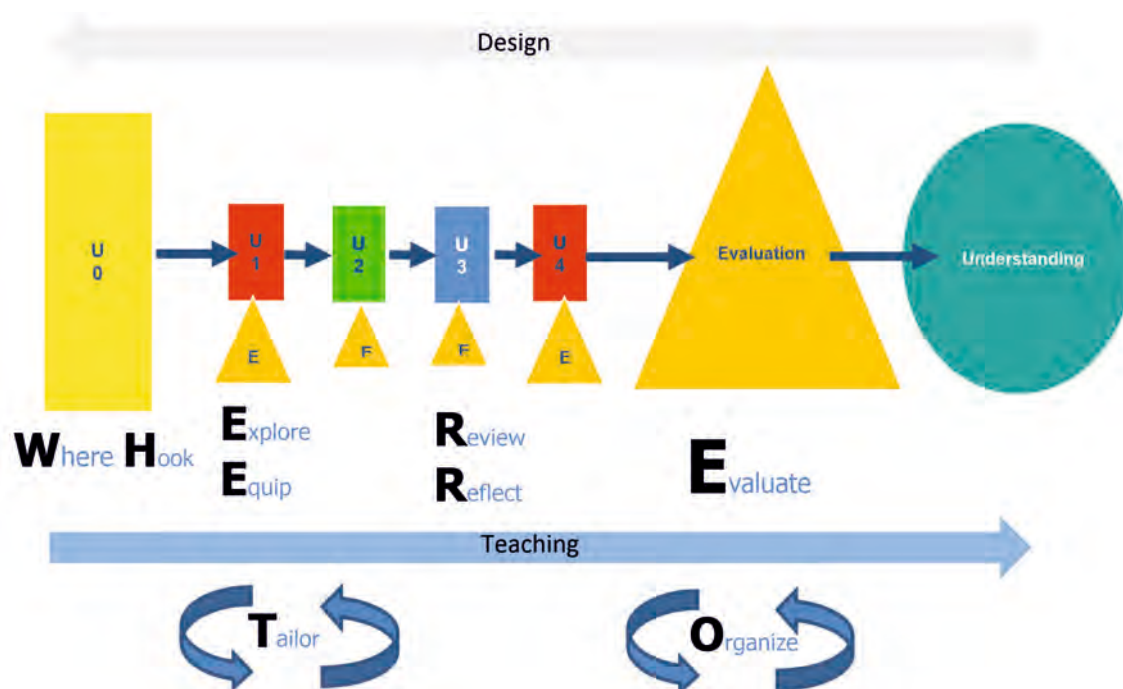 Design
U
0
U
1
U
2
U
3
U
4
Evaluation
Understanding
E
E
E
E
Where Hook
Explore
Equip
Review
Reflect
Evaluate
Teaching
Tailor
Organize